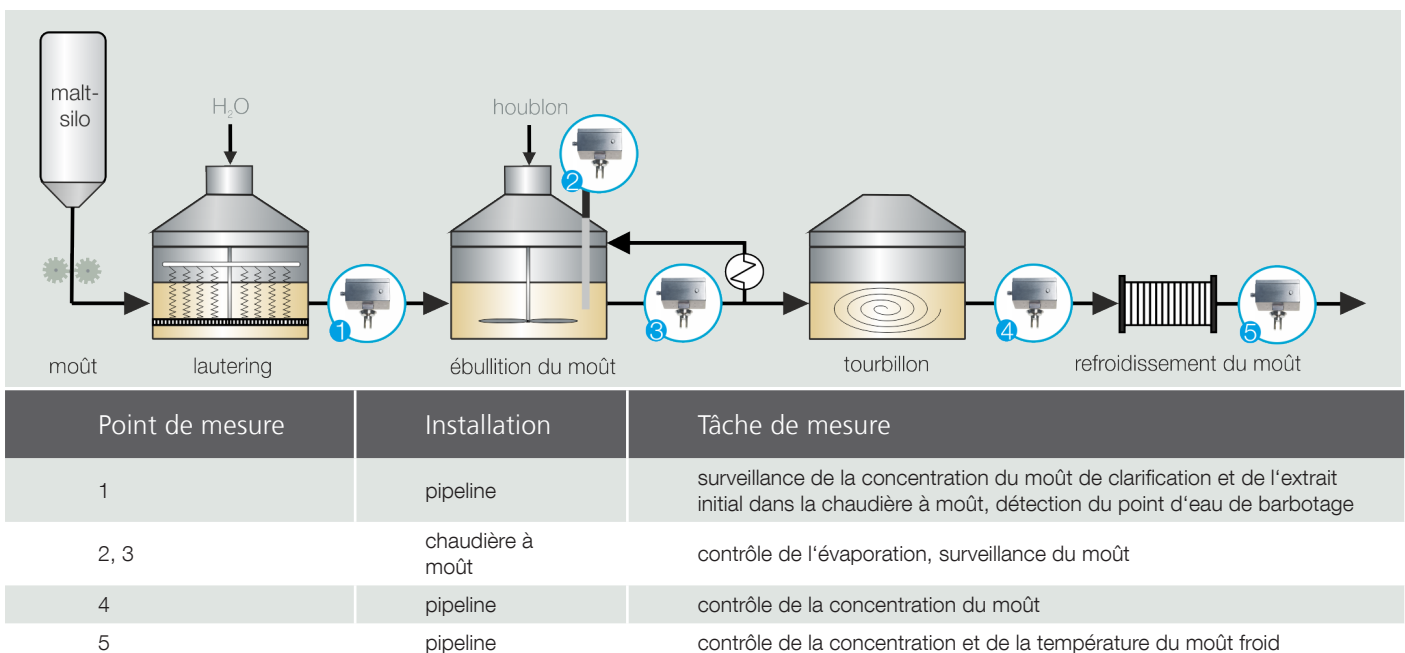 malt-
silo
H₂O
houblon
2
1
3
4
5
moût
lautering
ébullition du moût
tourbillon
refroidissement du moût
Point de mesure
Installation
Tâche de mesure
1
pipeline
surveillance de la concentration du moût de clarification et de l‘extrait
initial dans la chaudière à moût, détection du point d‘eau de barbotage
2, 3
chaudière à
moût
contrôle de l‘évaporation, surveillance du moût
4
pipeline
contrôle de la concentration du moût
5
pipeline
contrôle de la concentration et de la température du moût froid